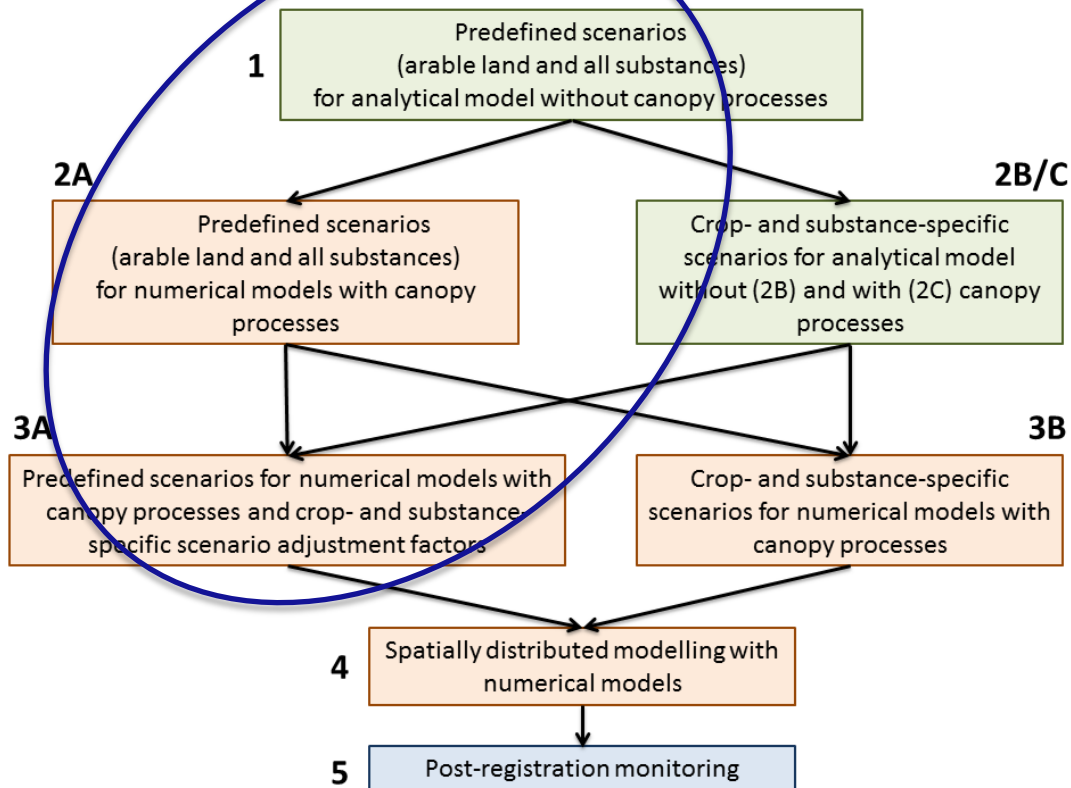 1
Predefined scenarios
(arable land and all substances)
for analytical model without canopy processes
2A
Predefined scenarios
(arable land and all substances)
for numerical models with canopy
processes
2B/C
Crop- and substance-specific
scenarios for analytical model
without (2B) and with (2C) canopy
processes
3A
Predefined scenarios for numerical models with
canopy processes and crop- and substance-
specific scenario adjustment factors
3B
Crop- and substance-specific
scenarios for numerical models with
canopy processes
4
Spatially distributed modelling with
numerical models
5
Post-registration monitoring